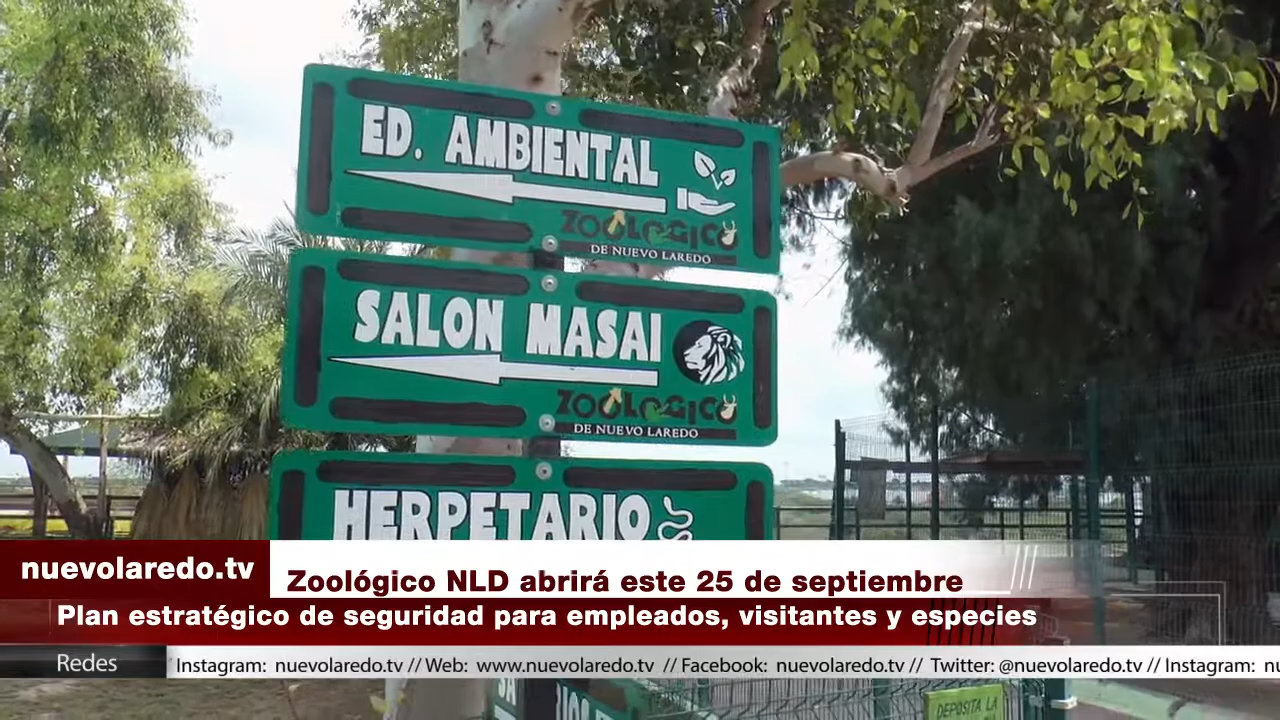 ED. AMBIENTAL
ZOOLOGICO
DE NUEVO LAREDO
SALON MASAI
ZOOLOGICO
DE NUEVO LAREDO
HERPETARIO
nuevolaredo.tv
Zoológico NLD abrirá este 25 de septiembre
Plan estratégico de seguridad para empleados, visitantes y especies
Redes
Instagram: nuevolaredo.tv // Web: www.nuevolaredo.tv // Facebook: nuevolaredo.tv // Twitter: @nuevolaredo.tv // Instagram:
DEPOSITA LA